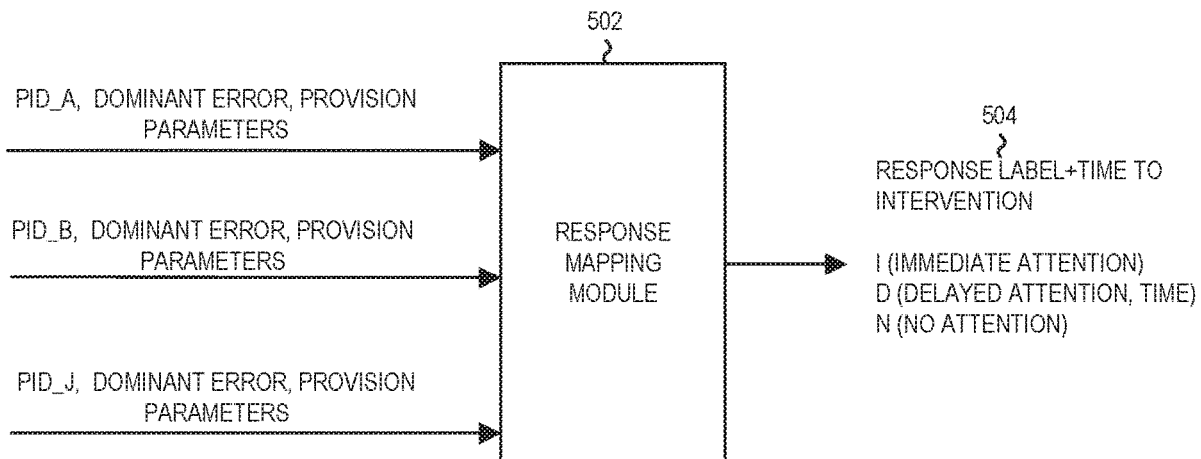 502
PID_A, DOMINANT ERROR, PROVISION
PARAMETERS
PID_B, DOMINANT ERROR, PROVISION
PARAMETERS
PID_J, DOMINANT ERROR, PROVISION
PARAMETERS
RESPONSE
MAPPING
MODULE
504
RESPONSE LABEL+TIME TO
INTERVENTION
I (IMMEDIATE ATTENTION)
D (DELAYED ATTENTION, TIME)
N (NO ATTENTION)